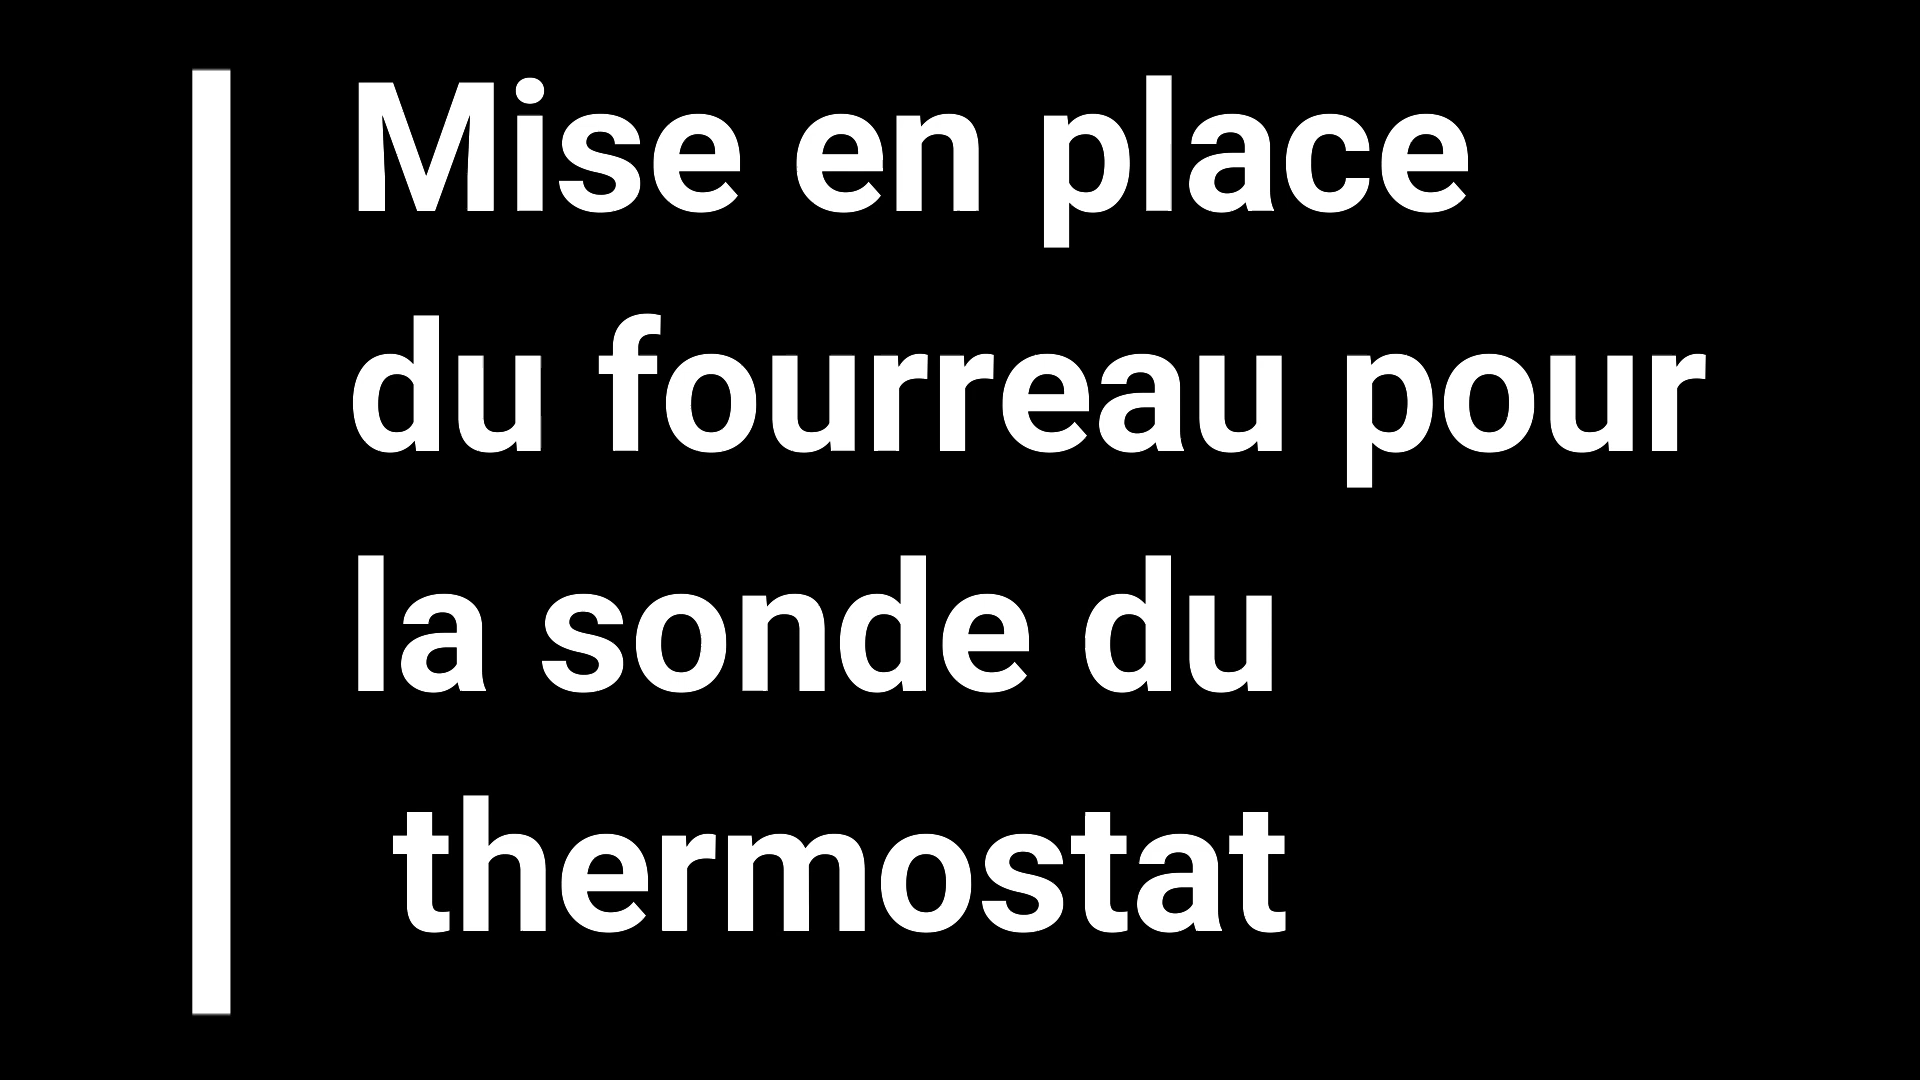 Mise en place
du fourreau pour
la sonde du
thermostat